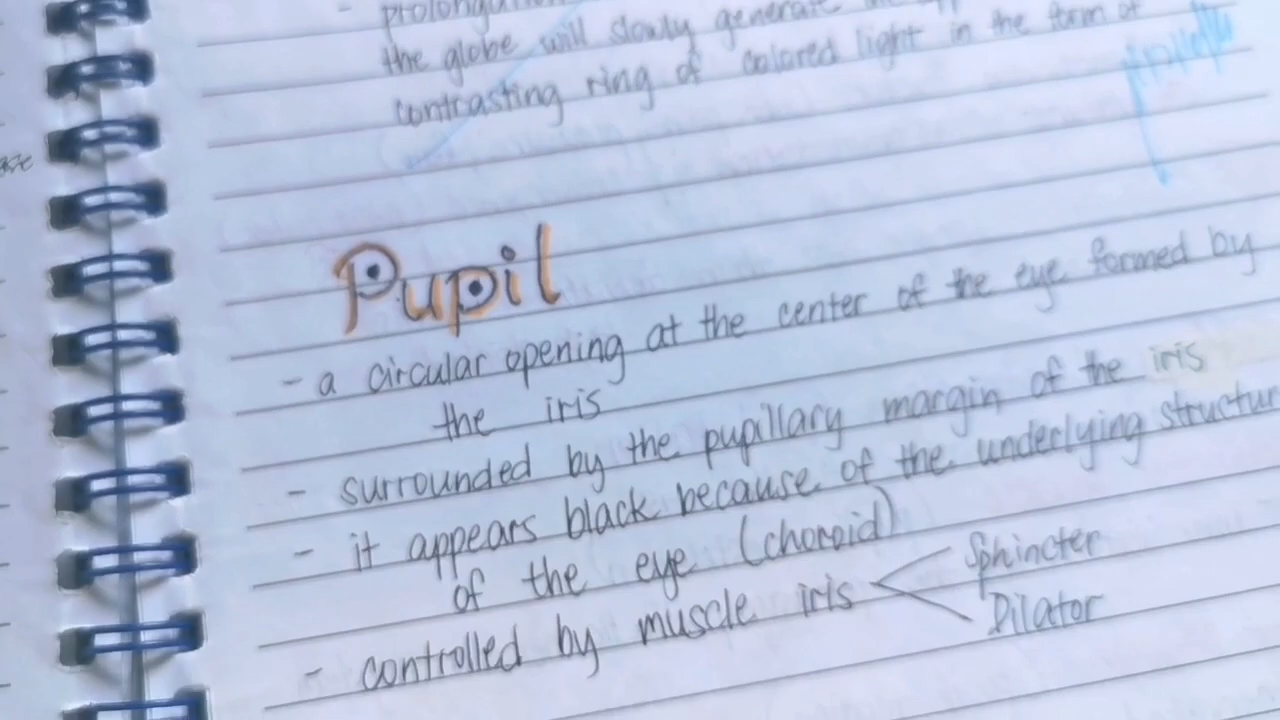 -
the globe will slowly generate
contrasting ring of colored light in the form of
Pupil
- a circular opening at the center of the eye formed by
the iris
- surrounded by the pupillary margin of the iris
- it appears black because of the underlying
of the eye (choroid)
- controlled by muscle iris < Sphincter
Dilator